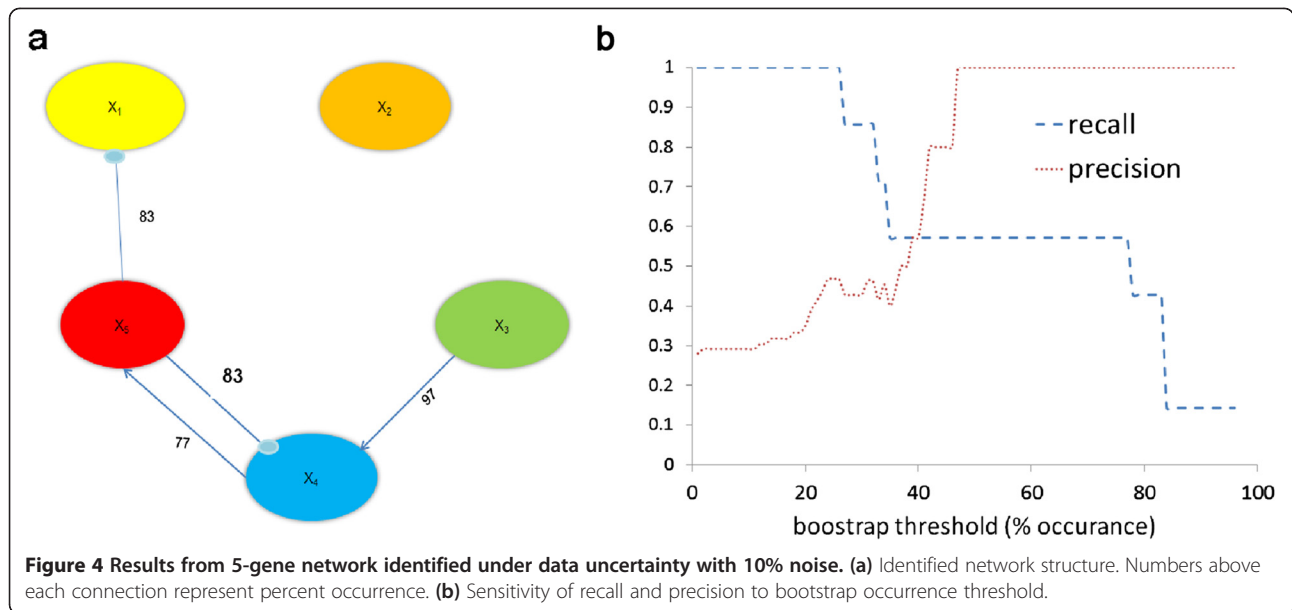 a
b
X1
X2
83
X5
X3
83
77
97
X4
1
0.9
0.8
0.7
0.6
0.5
0.4
0.3
0.2
0.1
0
recall
precision
0 20 40 60 80 100
boostrap threshold (% occurance)
Figure 4 Results from 5-gene network identified under data uncertainty with 10% noise. (a) Identified network structure. Numbers above
each connection represent percent occurrence. (b) Sensitivity of recall and precision to bootstrap occurrence threshold.